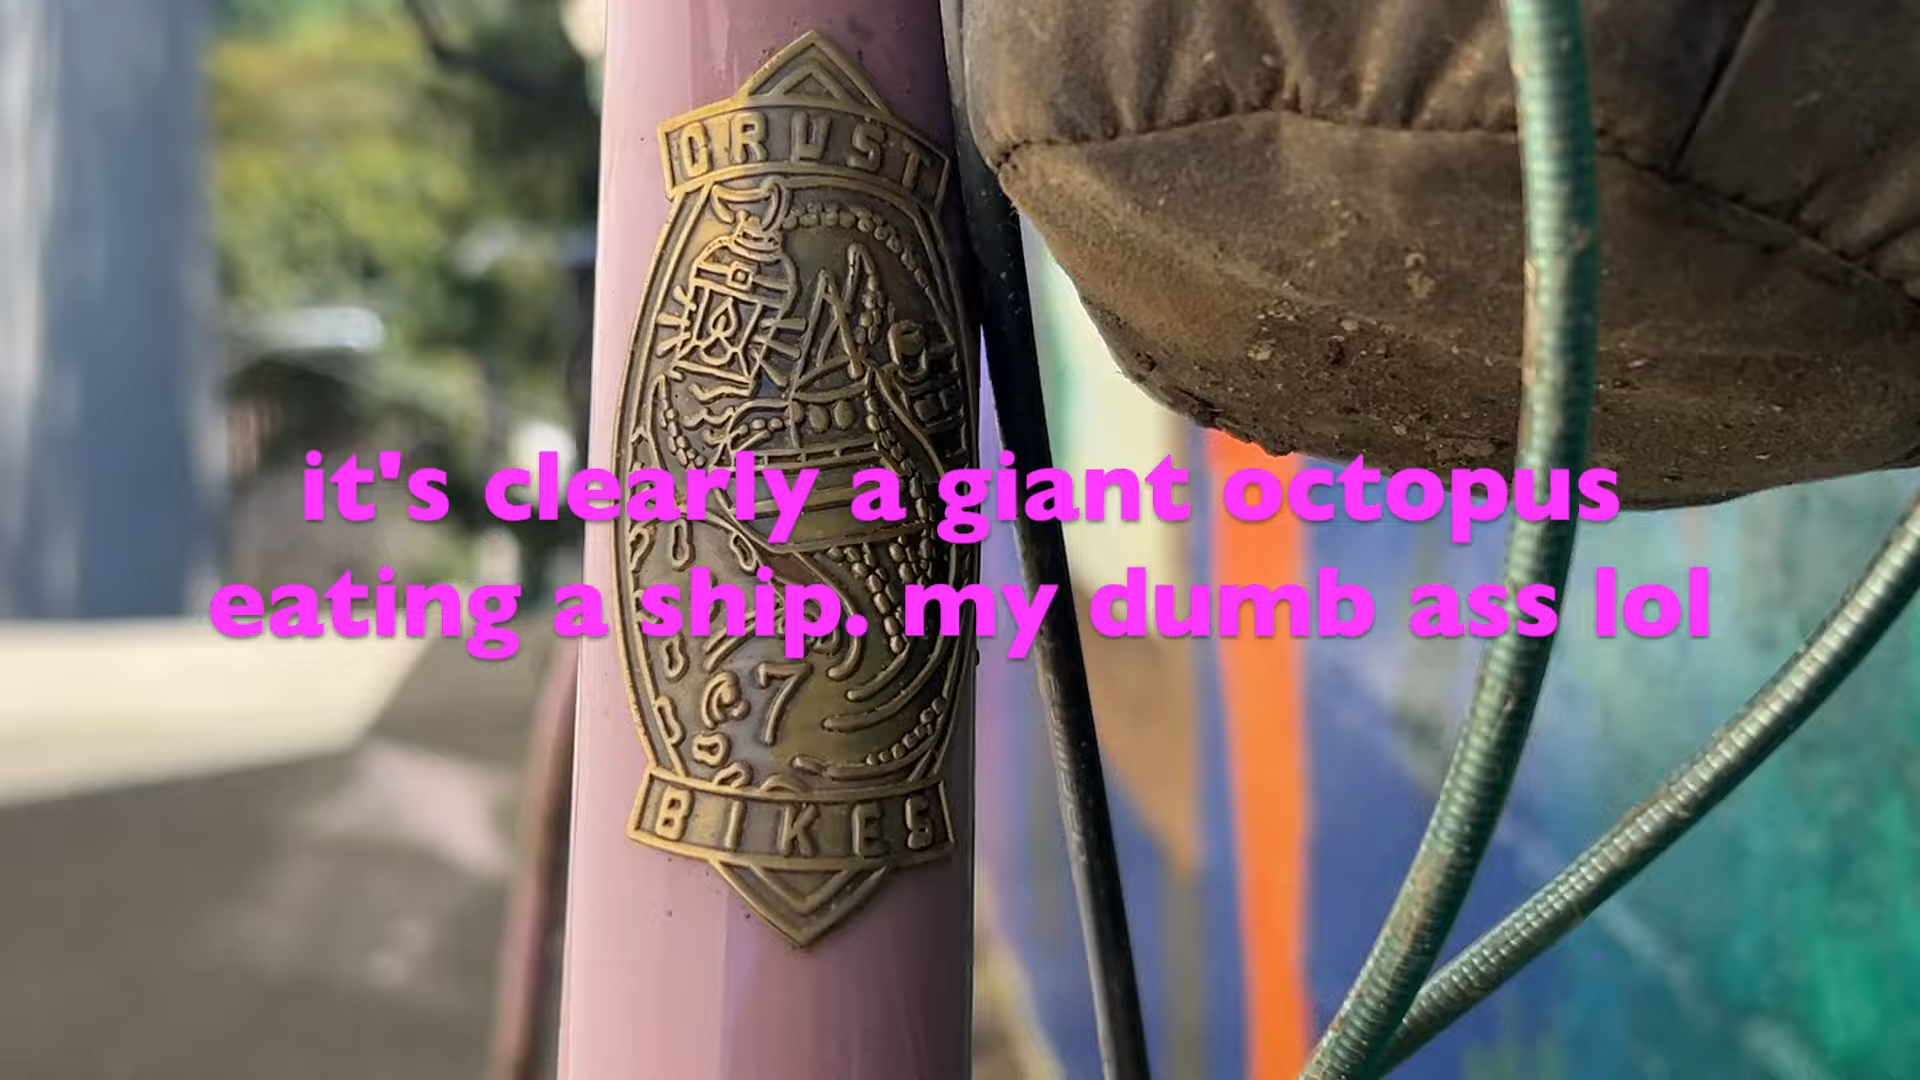 CRUST
it's clearly a giant octopus
eating a ship. my dumb ass lol
7
BIKES